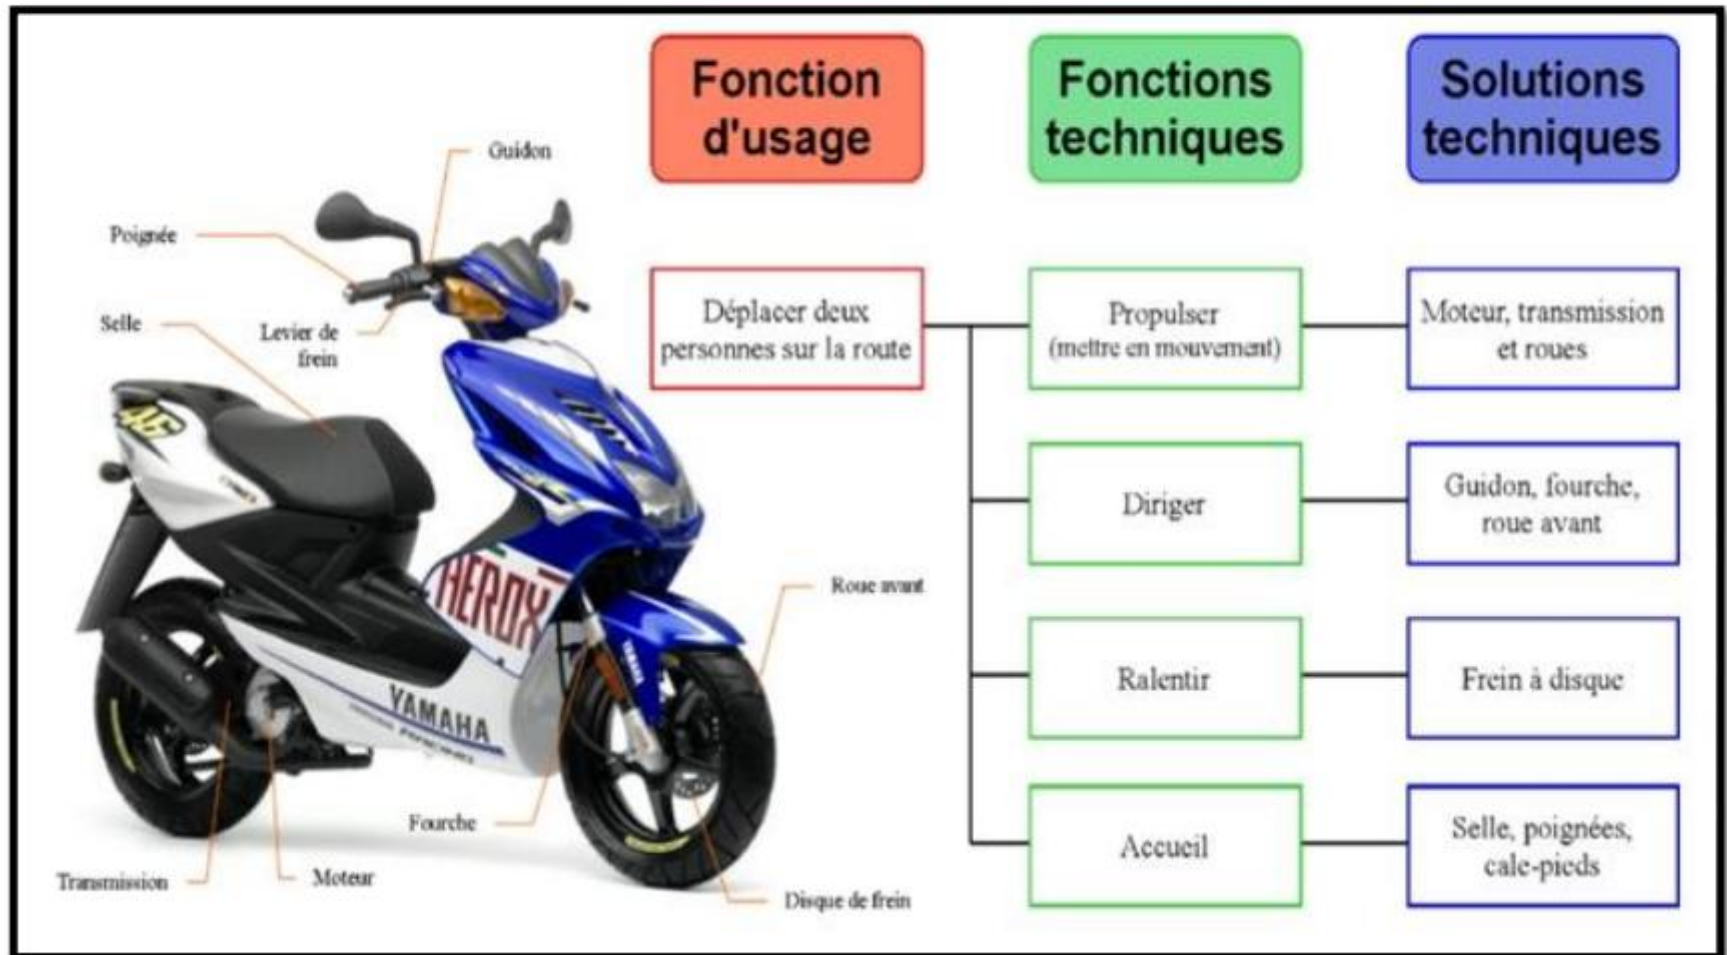 Fonction
d'usage
Fonctions
techniques
Solutions
techniques
Guidon
Poignée
Selle
Levier de
frein
46
AEROX
YAMAHA
Roue avant
Fourche
Transmission
Moteur
Disque de frein
Déplacer deux
personnes sur la route
Propulser
(mettre en mouvement)
Moteur, transmission
et roues
Diriger
Guidon, fourche,
roue avant
Ralentir
Frein à disque
Accueil
Selle, poignées,
cale-pieds